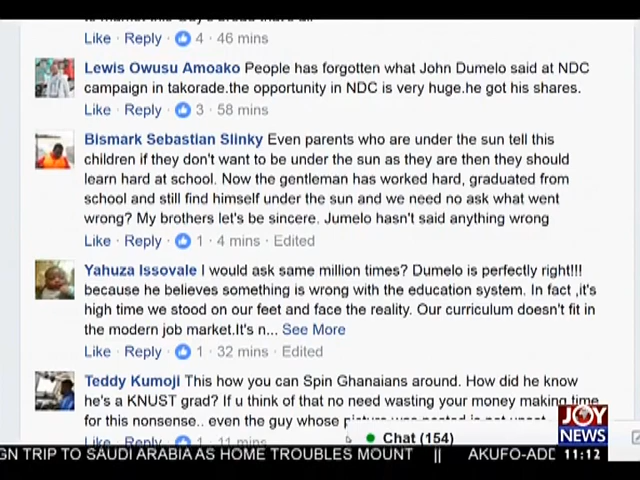 Like · Reply · 4 · 46 mins
Lewis Owusu Amoako People has forgotten what John Dumelo said at NDC
campaign in takorade.the opportunity in NDC is very huge.he got his shares.
Like · Reply · 3 · 58 mins
Bismark Sebastian Slinky Even parents who are under the sun tell this
children if they don't want to be under the sun as they are then they should
learn hard at school. Now the gentleman has worked hard, graduated from
school and still find himself under the sun and we need no ask what went
wrong? My brothers let's be sincere. Jumelo hasn't said anything wrong
Like · Reply · 1 · 4 mins · Edited
Yahuza Issovale I would ask same million times? Dumelo is perfectly right!!!
because he believes something is wrong with the education system. In fact ,it's
high time we stood on our feet and face the reality. Our curriculum doesn't fit in
the modern job market.It's n... See More
Like · Reply · 1 · 32 mins · Edited
Teddy Kumoji This how you can Spin Ghanaians around. How did he know
he's a KNUST grad? If u think of that no need wasting your money making time
for this nonsense.. even the guy whose
Like · Reply · 1 · 11 mins
Chat (154)
JOY
NEWS
GN TRIP TO SAUDI ARABIA AS HOME TROUBLES MOUNT || AKUFO-ADD
11:12